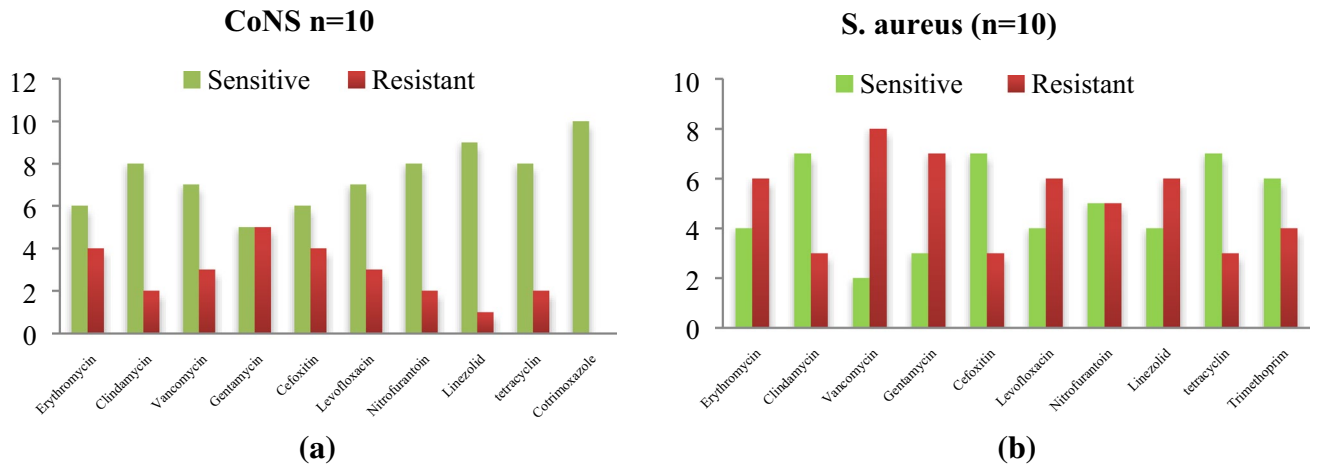 CoNS n=10
Sensitive Resistant
12
10
8
6
4
2
0
Erythromycin
Clindamycin
Vancomycin
Gentamycin
Cefoxitin
Levofloxacin
Nitrofurantoin
Linezolid
tetracyclin
Cotrimoxazole
(a)
S. aureus (n=10)
Sensitive Resistant
10
8
6
4
2
0
Erythromycin
Clindamycin
Vancomycin
Gentamycin
Cefoxitin
Levofloxacin
Nitrofurantoin
Linezolid
tetracyclin
Trimethoprim
(b)